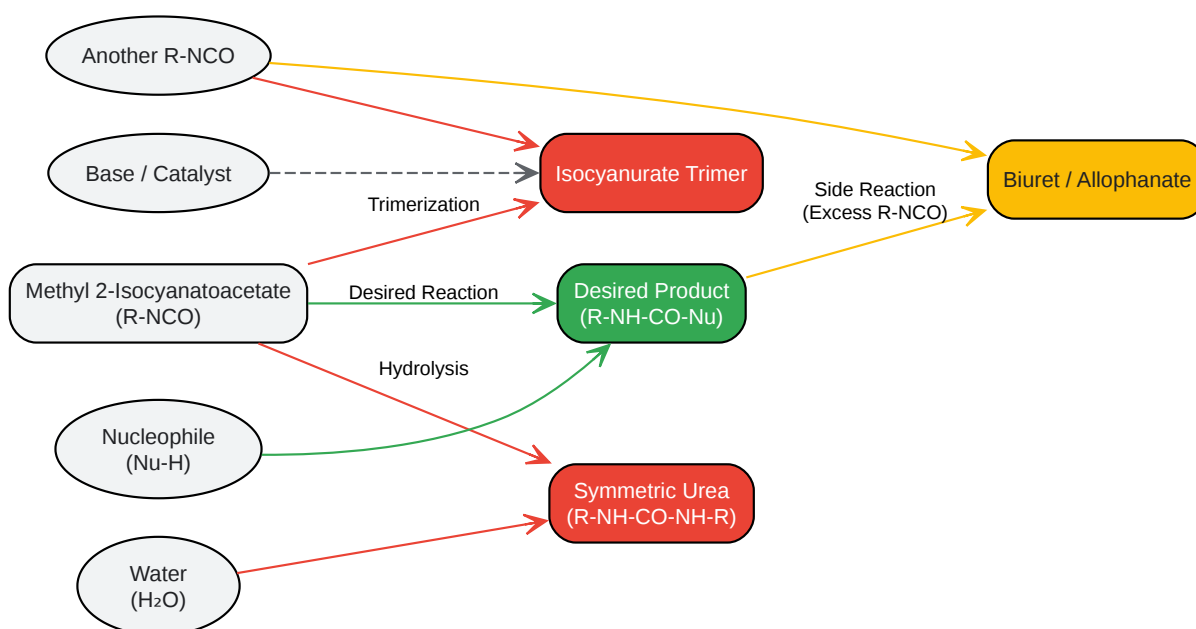 Another R-NCO
Base / Catalyst
Isocyanurate Trimer
Biuret / Allophanate
Side Reaction
(Excess R-NCO)
Trimerization
Methyl 2-Isocyanatoacetate
(R-NCO)
Desired Reaction
Desired Product
(R-NH-CO-Nu)
Hydrolysis
Nucleophile
(Nu-H)
Symmetric Urea
(R-NH-CO-NH-R)
Water
(H₂O)